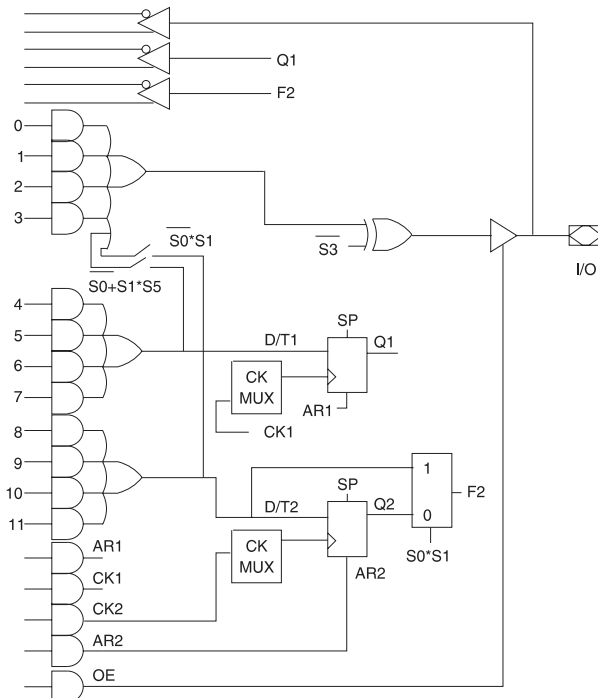 Q1
F2
0
1
2
3
S0*S1
S3
I/O
S0+S1*S5
4
5
6
7
D/T1
SP
Q1
CK
MUX
AR1
CK1
8
9
10
11
D/T2
SP
Q2
1
0
F2
S0*S1
CK
MUX
AR2
AR1
CK1
CK2
AR2
OE